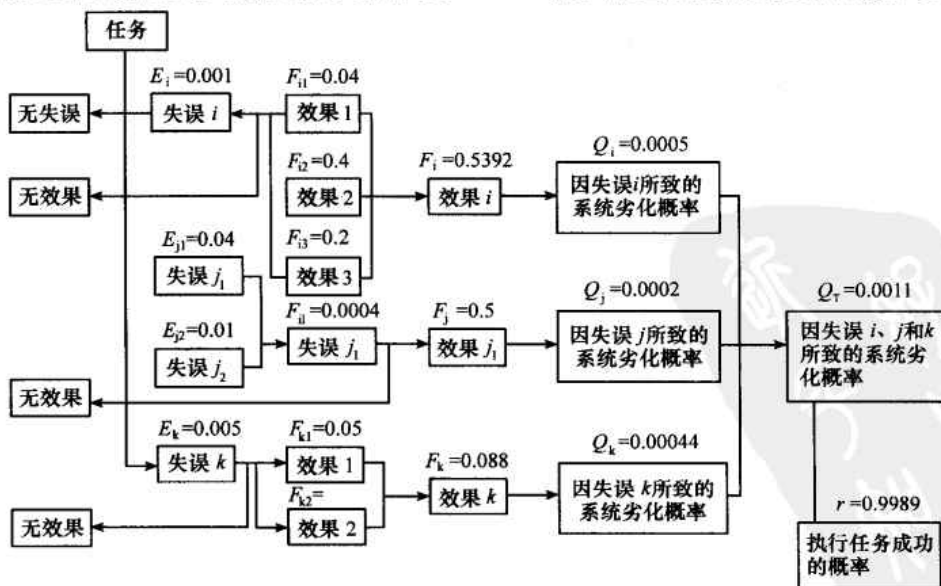 任务
E_i=0.001
F_i1=0.04
无失误
失误 i
效果 1
F_i2=0.4
F_i=0.5392
Q_i=0.0005
无效果
效果 2
效果 i
因失误i所致的
系统劣化概率
E_j1=0.04
F_i3=0.2
失误 j₁
效果 3
Q_j=0.0002
Q_T=0.0011
E_j2=0.01
F_il=0.0004
F_j=0.5
失误 j₂
失误 j₁
效果 j₁
因失误 j所致的
系统劣化概率
因失误 i、j和k
所致的系统劣
化概率
无效果
E_k=0.005
F_k1=0.05
失误 k
效果 1
F_k=0.088
Q_k=0.00044
F_k2=
效果 k
因失误 k所致的
系统劣化概率
无效果
效果 2
r=0.9989
执行任务成功
的概率